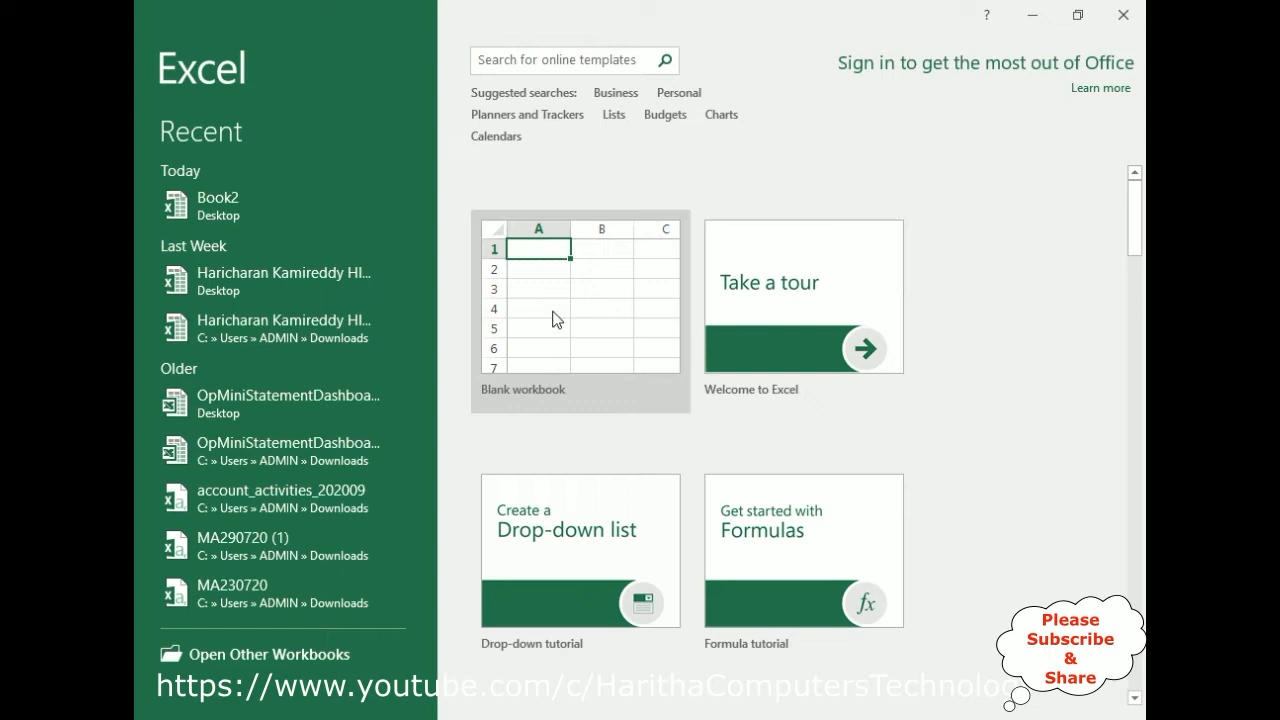 ?
Excel
Recent
Today
Book2
Desktop
Last Week
Haricharan Kamireddy HI...
Desktop
Haricharan Kamireddy HI...
C: » Users » ADMIN » Downloads
Older
OpMiniStatementDashboa...
Desktop
OpMiniStatementDashboa...
C: » Users » ADMIN » Downloads
account_activities_202009
C: » Users » ADMIN » Downloads
MA290720 (1)
C: » Users » ADMIN » Downloads
MA230720
C: » Users » ADMIN » Downloads
Open Other Workbooks
Search for online templates
Suggested searches: Business Personal
Planners and Trackers Lists Budgets Charts
Calendars
Sign in to get the most out of Office
Learn more
A B C
1
2
3
4
5
6
7
Blank workbook
Take a tour
Welcome to Excel
Create a
Drop-down list
Drop-down tutorial
Get started with
Formulas
fx
Formula tutorial
Please
Subscribe
&
Share
https://www.youtube.com/c/HarithaComputersTechnolo